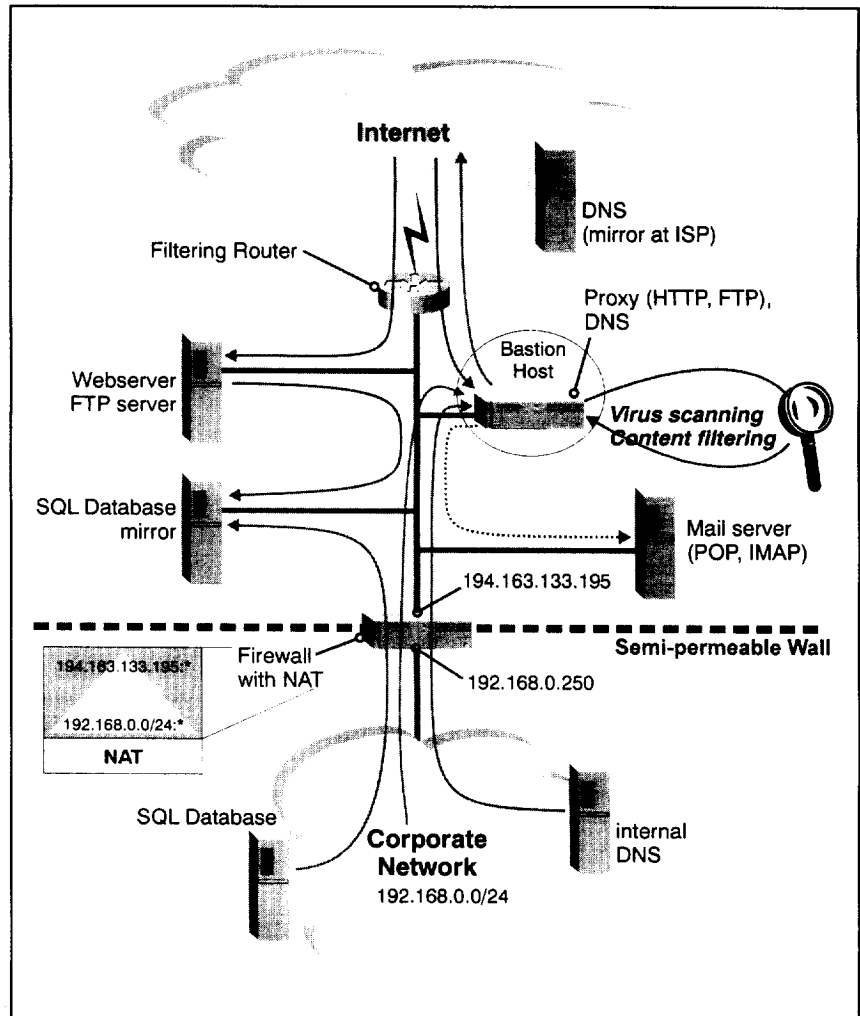 Internet
DNS
(mirror at ISP)
Filtering Router
Proxy (HTTP, FTP),
DNS
Bastion
Host
Webserver
FTP server
Virus scanning
Content filtering
SQL Database
mirror
Mail server
(POP, IMAP)
194.163.133.195
Semi-permeable Wall
Firewall
with NAT
192.168.0.250
194.163.133.195:*
192.168.0.0/24:*
NAT
SQL Database
Corporate
Network
192.168.0.0/24
internal
DNS